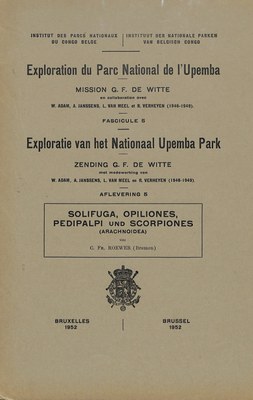 INSTITUT DES PARCS NATIONAUX
DU CONGO BELGE
INSTITUT DER NATIONALE PARKEN
VAN BELGISCH CONGO
Exploration du Parc National de l'Upemba
MISSION G. F. DE WITTE
en collaboration avec
W. ADAM, A. JANSSENS, L. VAN MEEL et R. VERHEYEN (1946-1949).
FASCICULE 8
Exploratie van het Nationaal Upemba Park
ZENDING G. F. DE WITTE
met medewerking van
W. ADAM, A. JANSSENS, L. VAN MEEL en R. VERHEYEN (1946-1949).
AFLEVERING 8
SOLIFUGA, OPILIONES,
PEDIPALPI UND SCORPIONES
(ARACHNOIDEA)
VON
C. FR. ROEWER (Bremen)
BRUXELLES
1952
BRUSSEL
1952